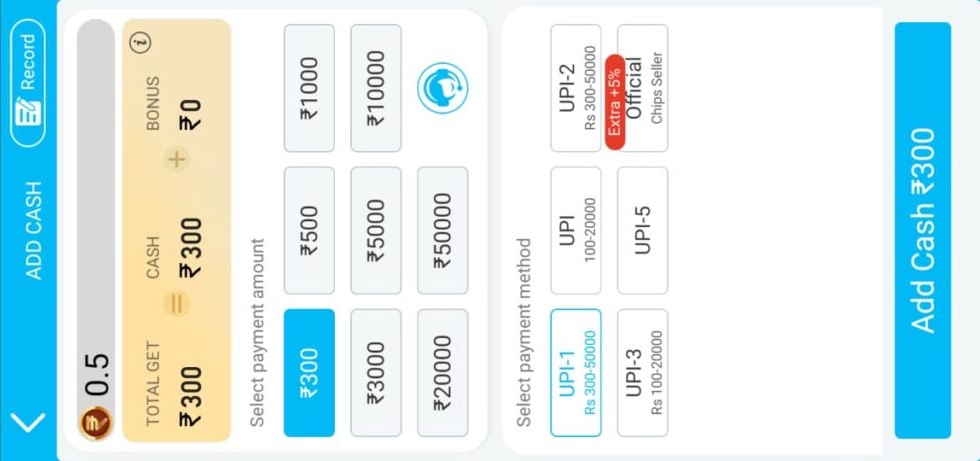 ADD CASH
Record
0.5
TOTAL GET
CASH
BONUS
₹300
=
₹300
+
₹0
Select payment amount
₹300
₹500
₹1000
₹3000
₹5000
₹10000
₹20000
₹50000
Select payment method
UPI-1
Rs 300-50000
UPI
100-20000
UPI-2
Rs 300-50000
UPI-3
Rs 100-20000
UPI-5
Extra +5%
Official
Chips Seller
Add Cash ₹300